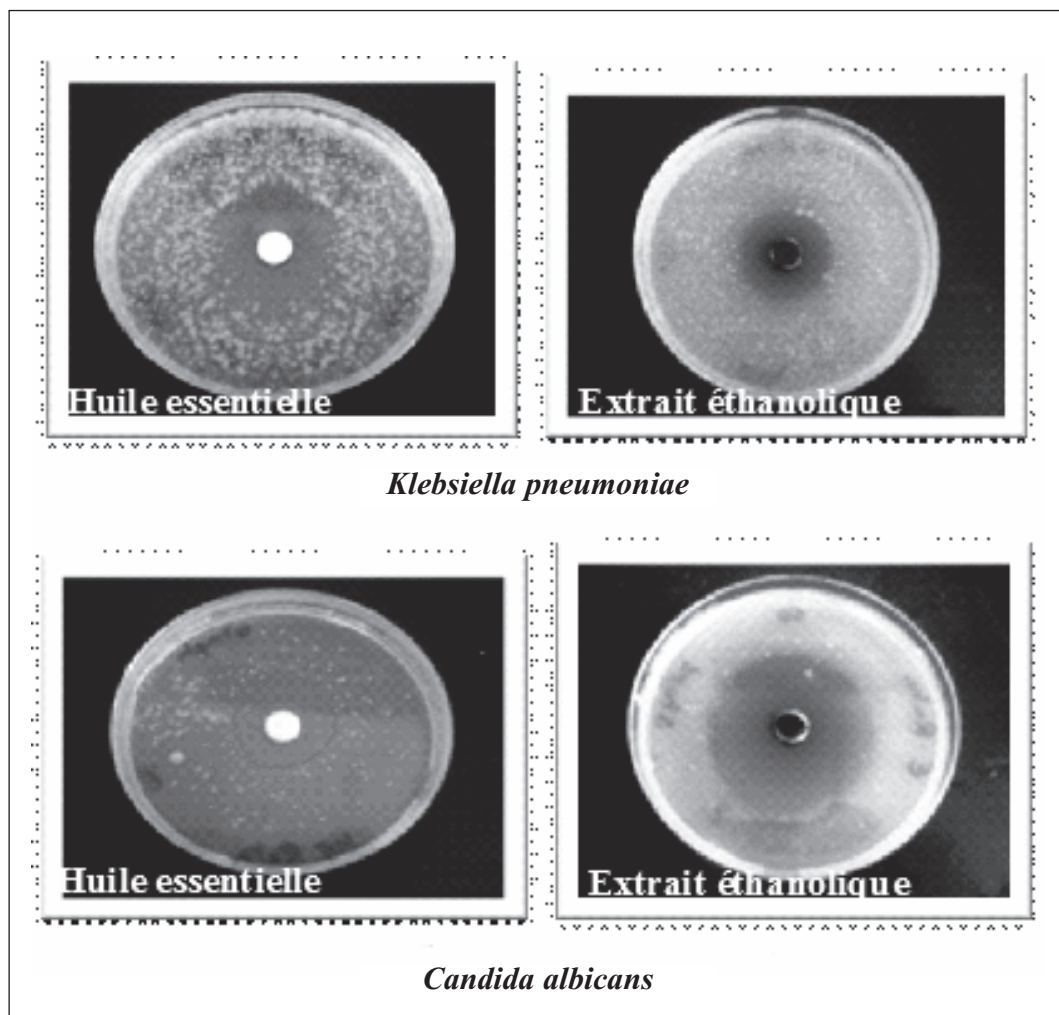 Huile essentielle
Extrait éthanolique
Klebsiella pneumoniae
Huile essentielle
Extrait éthanolique
Candida albicans